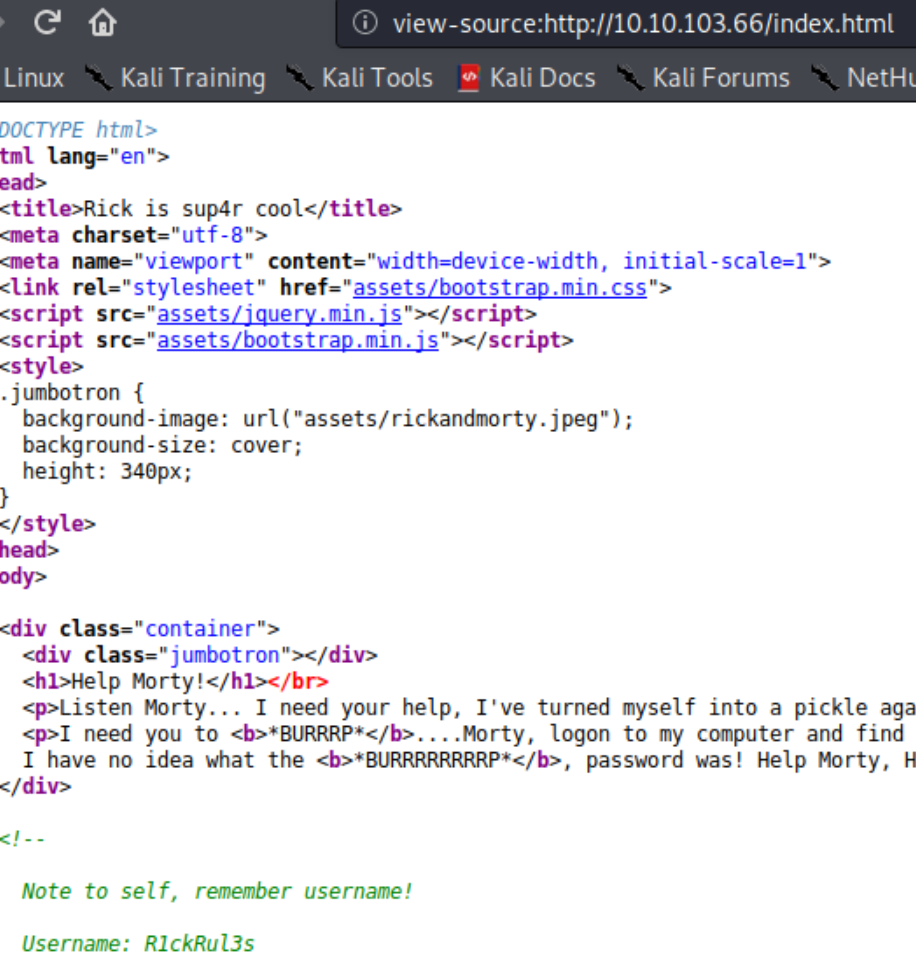 view-source:http://10.10.103.66/index.html
Linux Kali Training Kali Tools Kali Docs Kali Forums NetHu
DOCTYPE html>
tml lang="en">
ead>
<title>Rick is sup4r cool</title>
<meta charset="utf-8">
<meta name="viewport" content="width=device-width, initial-scale=1">
<link rel="stylesheet" href="assets/bootstrap.min.css">
<script src="assets/jquery.min.js"></script>
<script src="assets/bootstrap.min.js"></script>
<style>
.jumbotron {
background-image: url("assets/rickandmorty.jpeg");
background-size: cover;
height: 340px;
}
</style>
head>
ody>
<div class="container">
<div class="jumbotron"></div>
<h1>Help Morty!</h1></br>
<p>Listen Morty... I need your help, I've turned myself into a pickle aga
<p>I need you to <b>*BURRRP*</b>....Morty, logon to my computer and find
I have no idea what the <b>*BURRRRRRRRP*</b>, password was! Help Morty, H
</div>
<!--
Note to self, remember username!
Username: R1ckRul3s